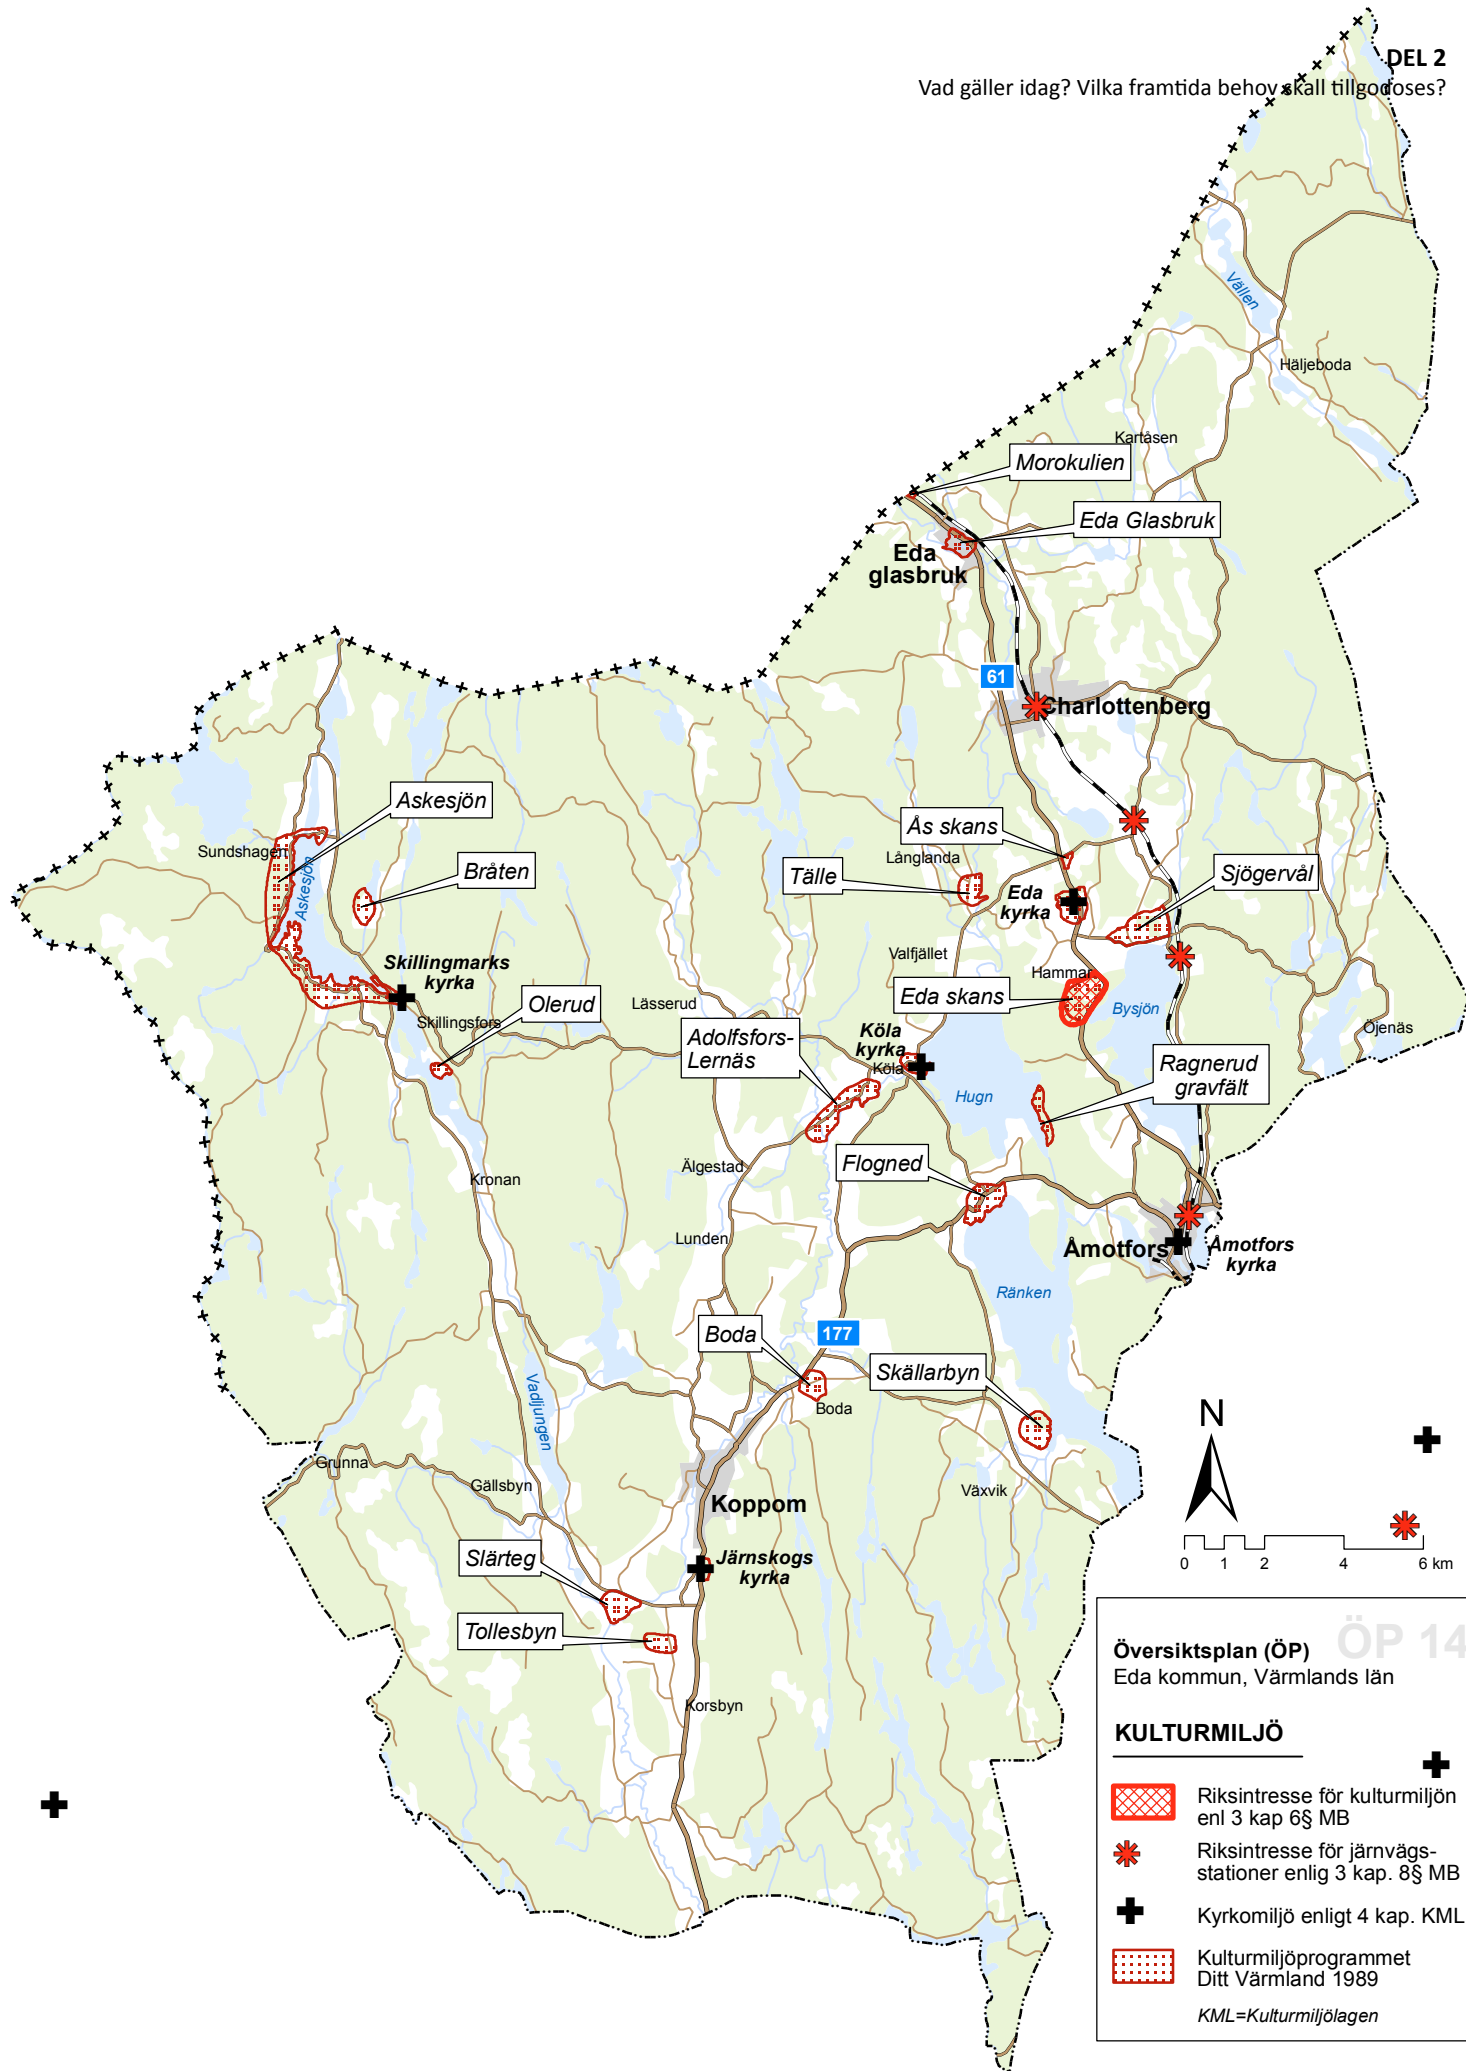 DEL 2
Vad gäller idag? Vilka framtida behov skall tillgodoses?
Vällen
Häljeboda
Kartåsen
Morokulien
Eda Glasbruk
Eda
glasbruk
61
Charlottenberg
Askesjön
Sundshagen
Askesjön
Bråten
Ås skans
Långlanda
Tälle
Sjögervål
Eda
kyrka
Valfjället
Skillingmarks
kyrka
Hammar
Eda skans
Bysjön
Olerud
Lässerud
Skillingsfors
Öjenäs
Adolfsfors-
Lernäs
Köla
kyrka
Köla
Ragnerud
gravfält
Hugn
Flogned
Älgestad
Kronan
Lunden
Åmotfors
Åmotfors
kyrka
Ränken
Boda
177
Skällarbyn
Vadljungen
Boda
N
Grunna
Gällsbyn
Växvik
Koppom
0 1 2 4 6 km
Slärteg
Järnskogs
kyrka
Tollesbyn
Korsbyn
ÖP 14
Översiktsplan (ÖP)
Eda kommun, Värmlands län
KULTURMILJÖ
Riksintresse för kulturmiljön
enl 3 kap 6§ MB
Riksintresse för järnvägs-
stationer enlig 3 kap. 8§ MB
Kyrkomiljö enligt 4 kap. KML
Kulturmiljöprogrammet
Ditt Värmland 1989
KML=Kulturmiljölagen